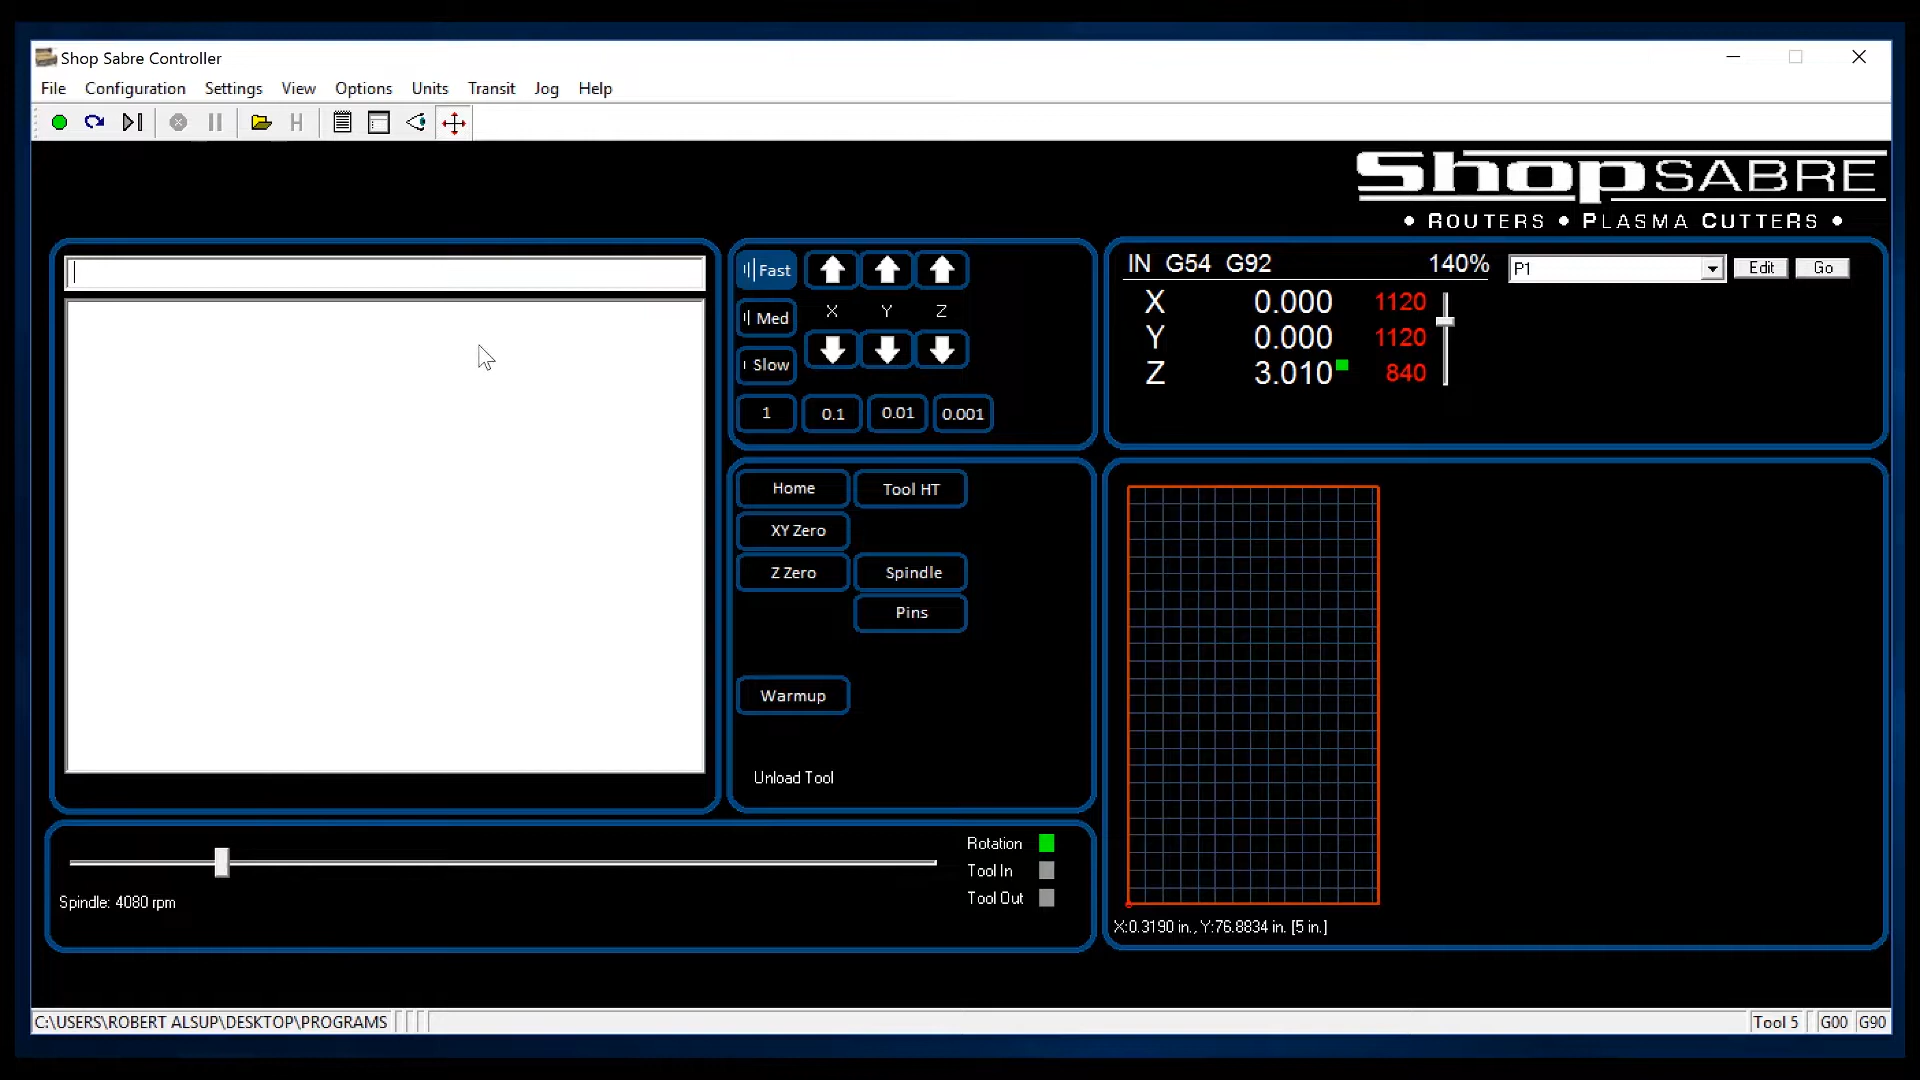 Shop Sabre Controller
File Configuration Settings View Options Units Transit Jog Help
H
ShopSABRE
• ROUTERS • PLASMA CUTTERS •
Fast
X Y Z
Med
Slow
1 0.1 0.01 0.001
IN G54 G92 140%
X 0.000 1120
Y 0.000 1120
Z 3.010 840
P1 Edit Go
Home Tool HT
XY Zero
Z Zero Spindle
Pins
Warmup
Unload Tool
X:0.3190 in., Y:76.8834 in. [5 in.]
Rotation
Tool In
Tool Out
Spindle: 4080 rpm
C:\USERS\ROBERT ALSUP\DESKTOP\PROGRAMS
Tool 5 G00 G90